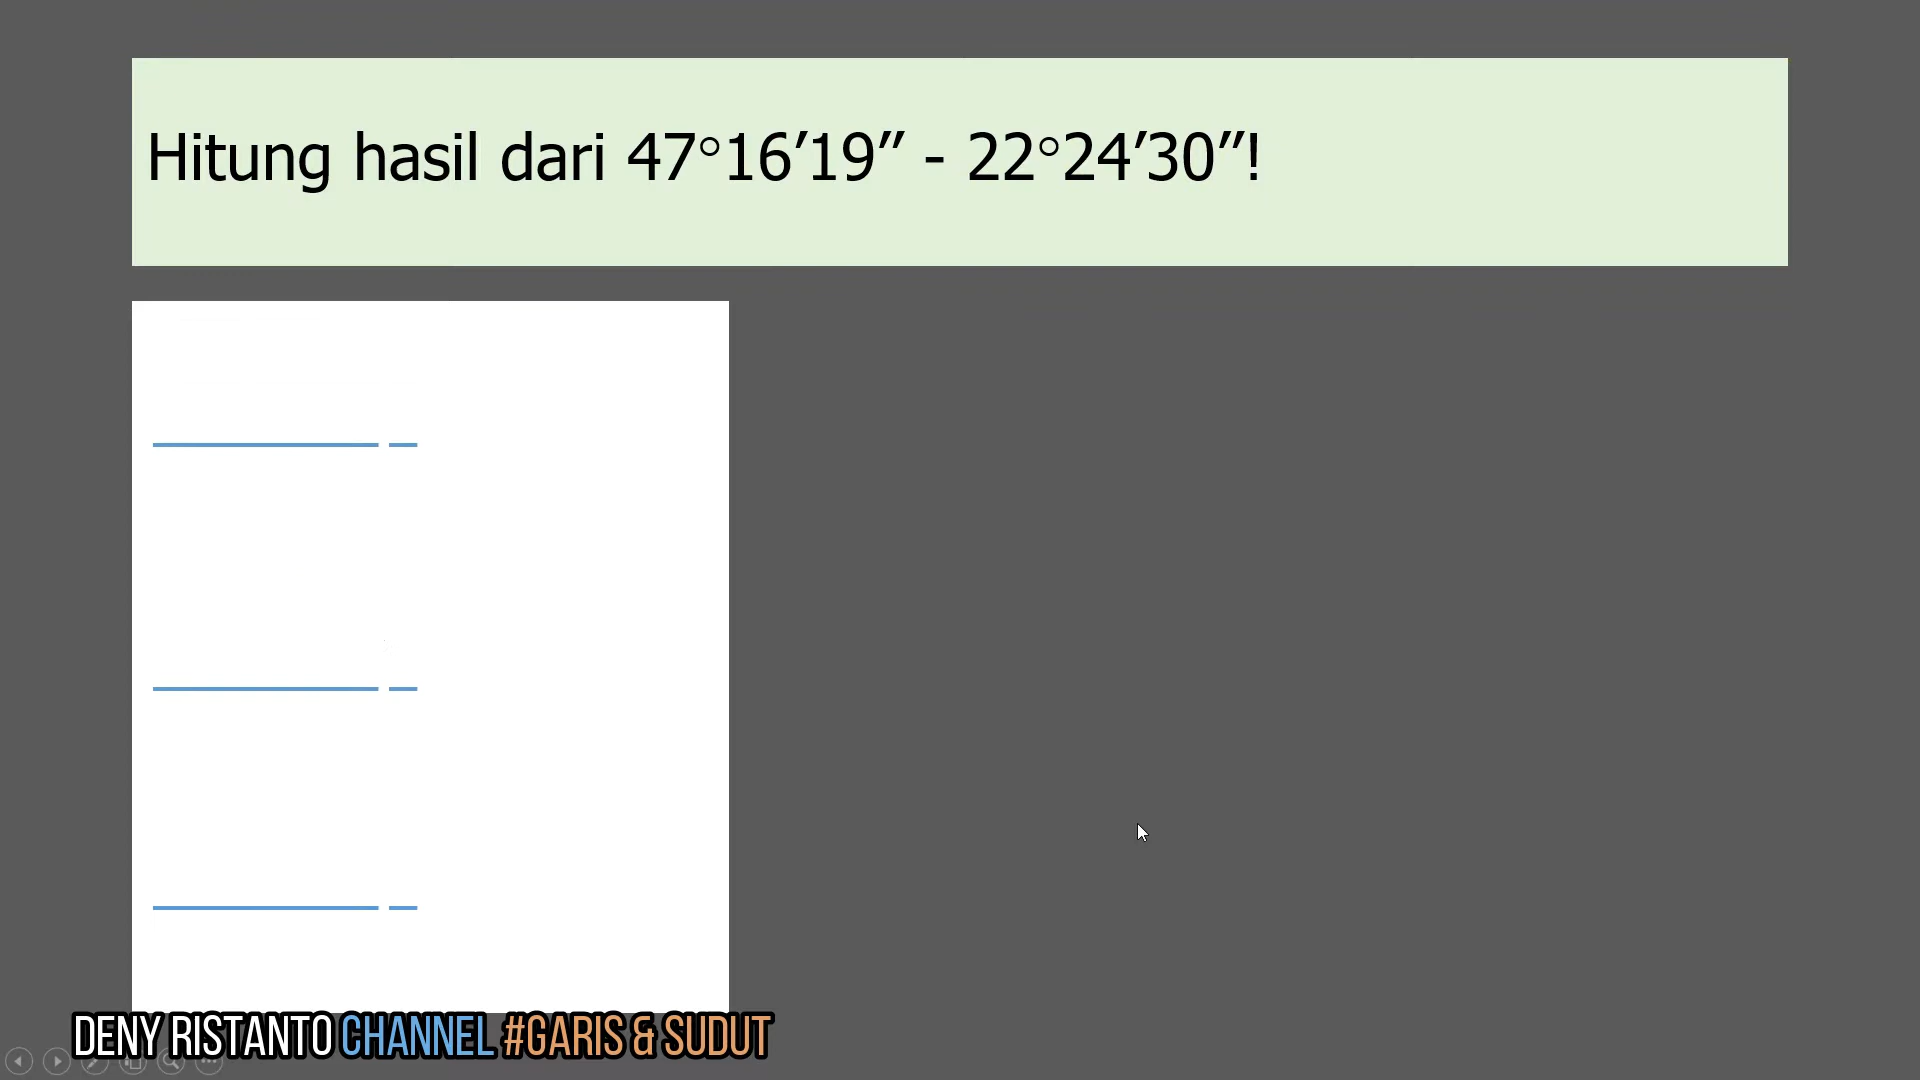 Hitung hasil dari 47°16’19” - 22°24’30”!
DENY RISTANTO CHANNEL #GARIS & SUDUT